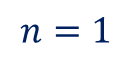 n = 1